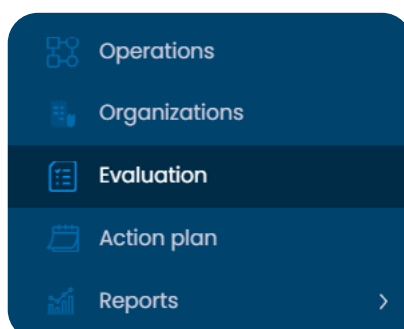 Operations
Organizations
Evaluation
Action plan
Reports